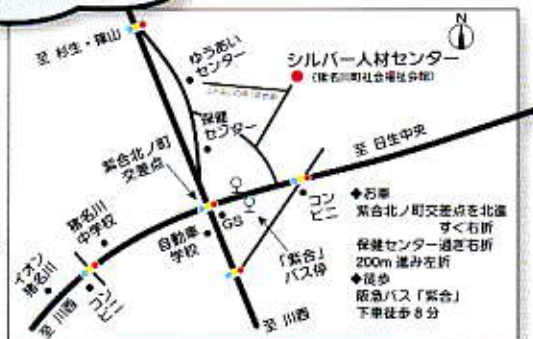 N
至 杉生・篠山
ゆうあい
センター
シルバー人材センター
(猪名川町社会福祉会館)
保健
センター
至 日生中央
紫合北ノ町
交差点
コン
ビニ
GS
猪名川
中学校
自動車
学校
「紫合」
バス停
イオン
猪名川
コン
ビニ
至 川西
至 川西
◆お車
紫合北ノ町交差点を北進
すぐ右折
保健センター過ぎ右折
200m 進み左折
◆徒歩
阪急バス「紫合」
下車徒歩8分